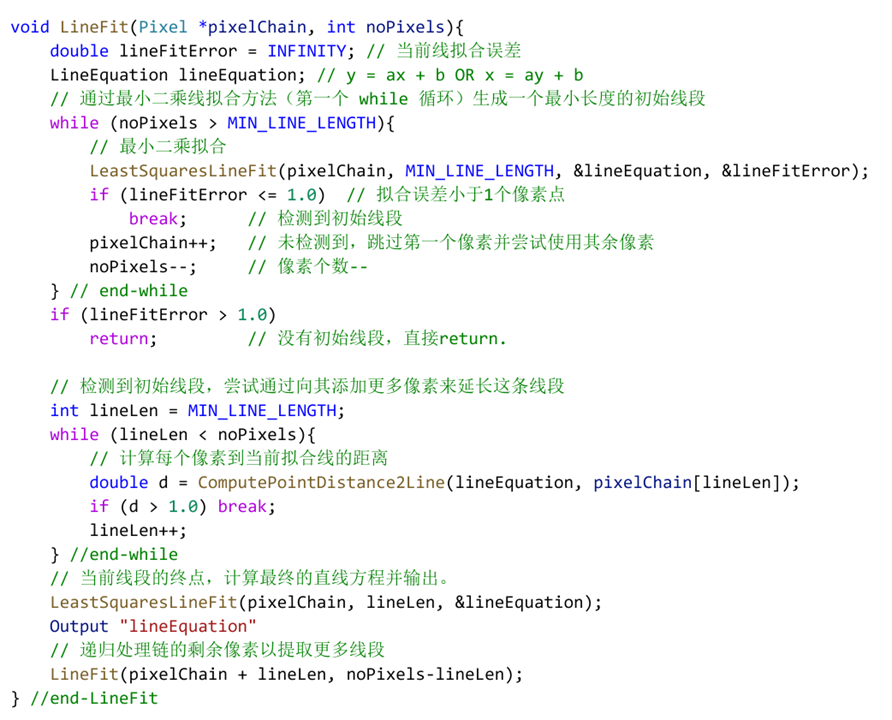 void LineFit(Pixel *pixelChain, int noPixels){
    double lineFitError = INFINITY; // 当前线拟合误差
    LineEquation lineEquation; // y = ax + b OR x = ay + b
    // 通过最小二乘线拟合方法（第一个 while 循环）生成一个最小长度的初始线段
    while (noPixels > MIN_LINE_LENGTH){
        // 最小二乘拟合
        LeastSquaresLineFit(pixelChain, MIN_LINE_LENGTH, &lineEquation, &lineFitError);
        if (lineFitError <= 1.0)  // 拟合误差小于1个像素点
            break;      // 检测到初始线段
        pixelChain++;   // 未检测到，跳过第一个像素并尝试使用其余像素
        noPixels--;     // 像素个数--
    } // end-while
    if (lineFitError > 1.0)
        return;         // 没有初始线段，直接return.
    // 检测到初始线段，尝试通过向其添加更多像素来延长这条线段
    int lineLen = MIN_LINE_LENGTH;
    while (lineLen < noPixels){
        // 计算每个像素到当前拟合线的距离
        double d = ComputePointDistance2Line(lineEquation, pixelChain[lineLen]);
        if (d > 1.0) break;
        lineLen++;
    } //end-while
    // 当前线段的终点，计算最终的直线方程并输出。
    LeastSquaresLineFit(pixelChain, lineLen, &lineEquation);
    Output "lineEquation"
    // 递归处理链的剩余像素以提取更多线段
    LineFit(pixelChain + lineLen, noPixels-lineLen);
} //end-LineFit